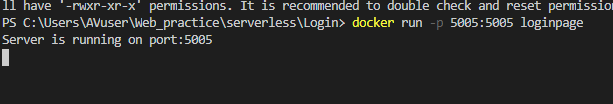 ll have '-rwxr-xr-x' permissions. It is recommended to double check and reset permission
PS C:\Users\AVuser\Web_practice\serverless\Login> docker run -p 5005:5005 loginpage
Server is running on port:5005